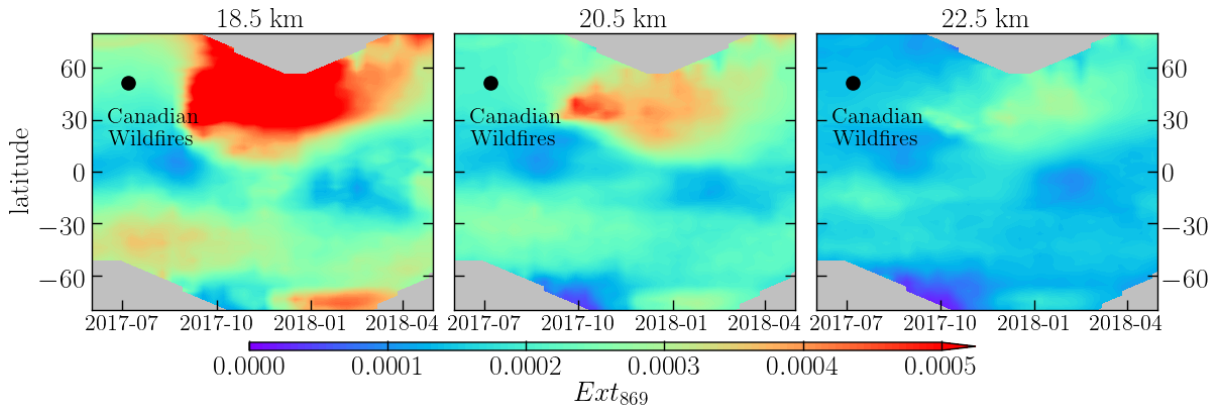 18.5 km 20.5 km 22.5 km
60 60
Canadian Wildfires Canadian Wildfires Canadian Wildfires
30 30
latitude
0 0
−30 −30
−60 −60
2017-07 2017-10 2018-01 2018-04 2017-07 2017-10 2018-01 2018-04 2017-07 2017-10 2018-01 2018-04
0.0000 0.0001 0.0002 0.0003 0.0004 0.0005
Ext₈₆₉